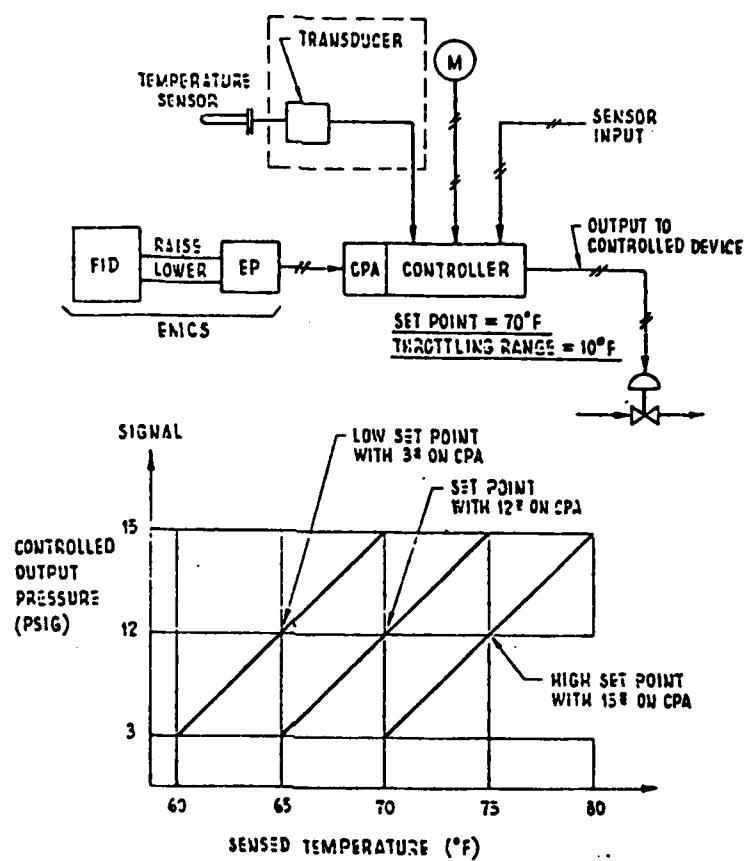 TRANSDUCER
M
TEMPERATURE
SENSOR
SENSOR
INPUT
OUTPUT TO
CONTROLLED DEVICE
FID
RAISE
LOWER
EP
CPA
CONTROLLER
EMCS
SET POINT = 70°F
THROTTLING RANGE = 10°F
SIGNAL
LOW SET POINT
WITH 3# ON CPA
SET POINT
WITH 12# ON CPA
15
CONTROLLED
OUTPUT
PRESSURE
(PSIG)
12
HIGH SET POINT
WITH 15# ON CPA
3
60
65
70
75
80
SENSED TEMPERATURE (°F)